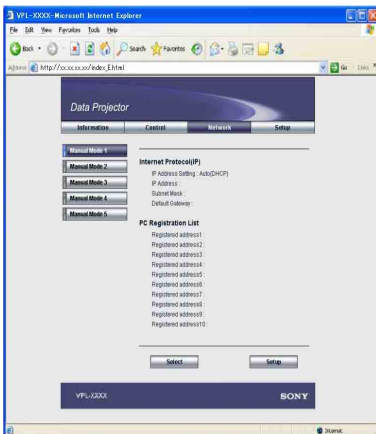 VPL-XXXX-Microsoft Internet Explorer
File Edit View Favorites Tools Help
Back Search Favorites
Address http://xx.xx.xx.xx/index_E.html Go Links
Data Projector
Information Control Network Setup
Manual Mode 1
Manual Mode 2
Manual Mode 3
Manual Mode 4
Manual Mode 5
Internet Protocol(IP)
IP Address Setting : Auto(DHCP)
IP Address :
Subnet Mask :
Default Gateway :
PC Registration List
Registered address1 :
Registered address2 :
Registered address3 :
Registered address4 :
Registered address5 :
Registered address6 :
Registered address7 :
Registered address8 :
Registered address9 :
Registered address10 :
Select Setup
VPL-XXXX SONY
Internet